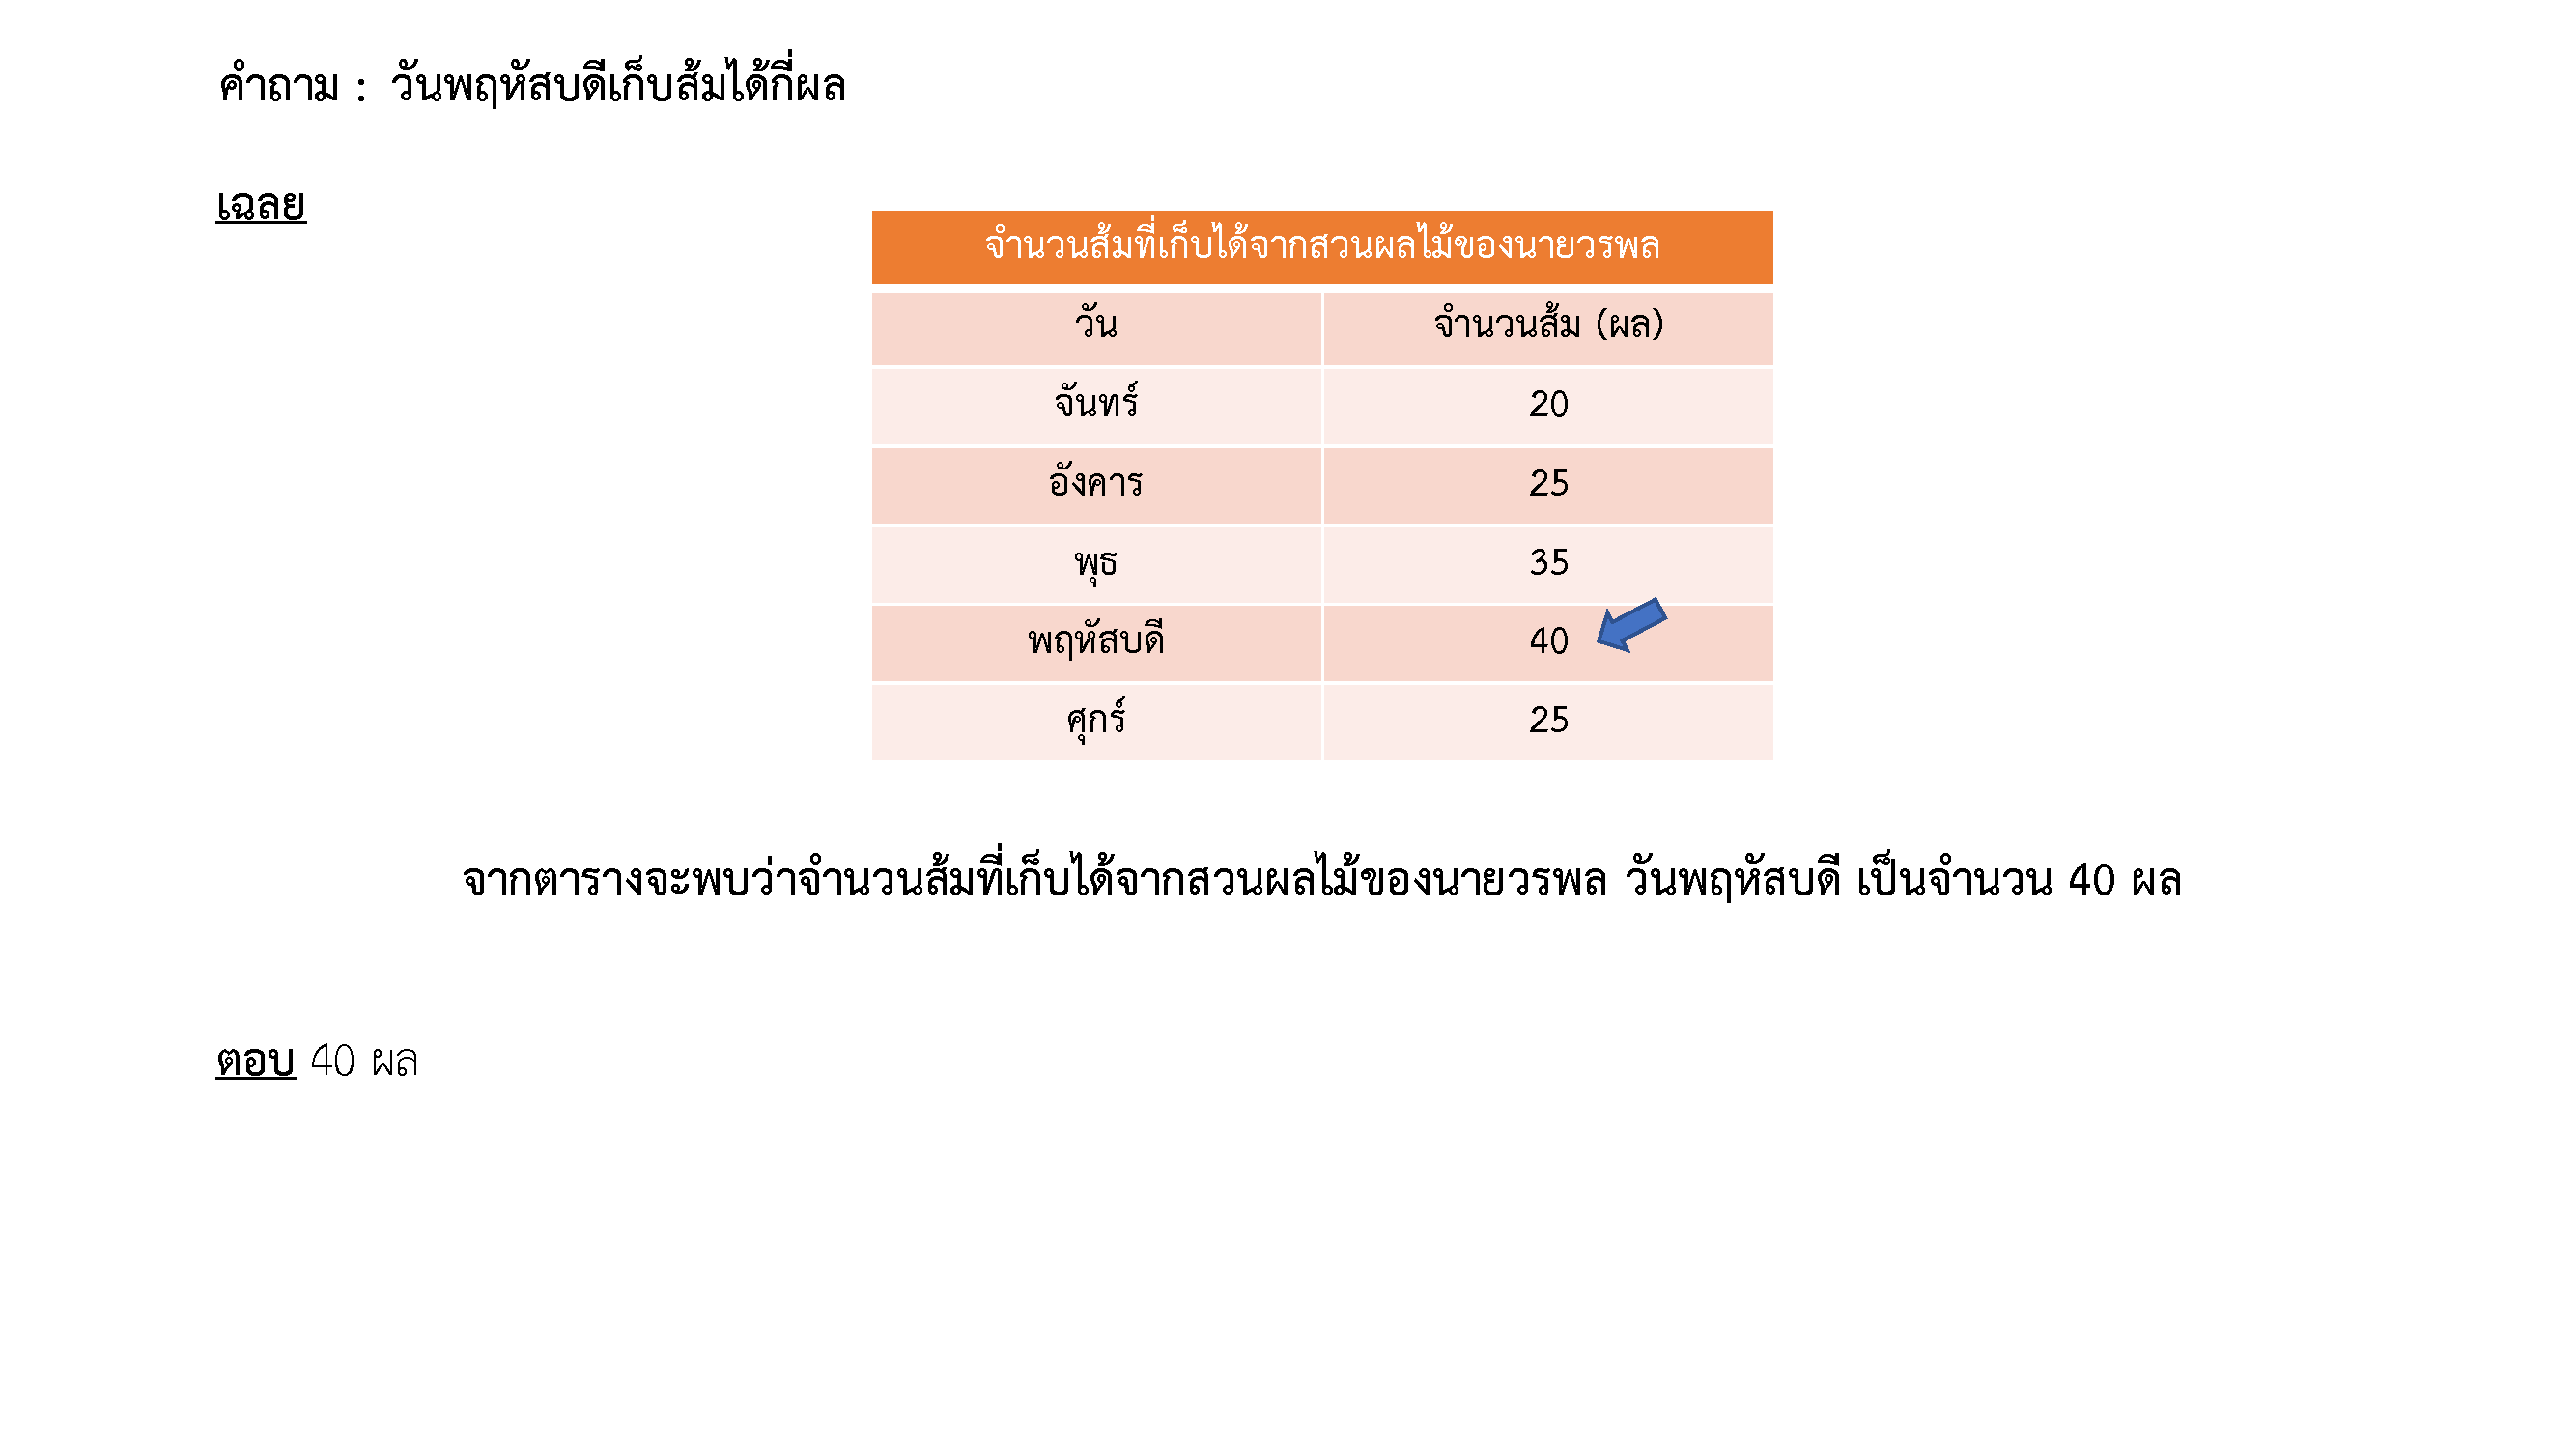 คำถาม : วันพฤหัสบดีเก็บส้มได้กี่ผล
เฉลย
จำนวนส้มที่เก็บได้จากสวนผลไม้ของนายวรพล
วัน จำนวนส้ม (ผล)
จันทร์ 20
อังคาร 25
พุธ 35
พฤหัสบดี 40
ศุกร์ 25
จากตารางจะพบว่าจำนวนส้มที่เก็บได้จากสวนผลไม้ของนายวรพล วันพฤหัสบดี เป็นจำนวน 40 ผล
ตอบ 40 ผล